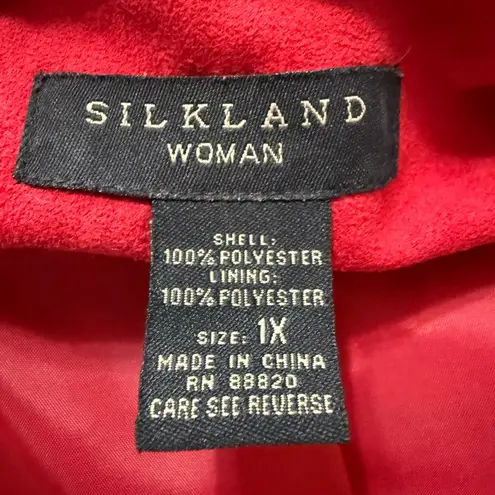 SILKLAND
WOMAN
SHELL:
100% POLYESTER
LINING:
100% POLYESTER
SIZE: 1X
MADE IN CHINA
RN 88820
CARE SEE REVERSE